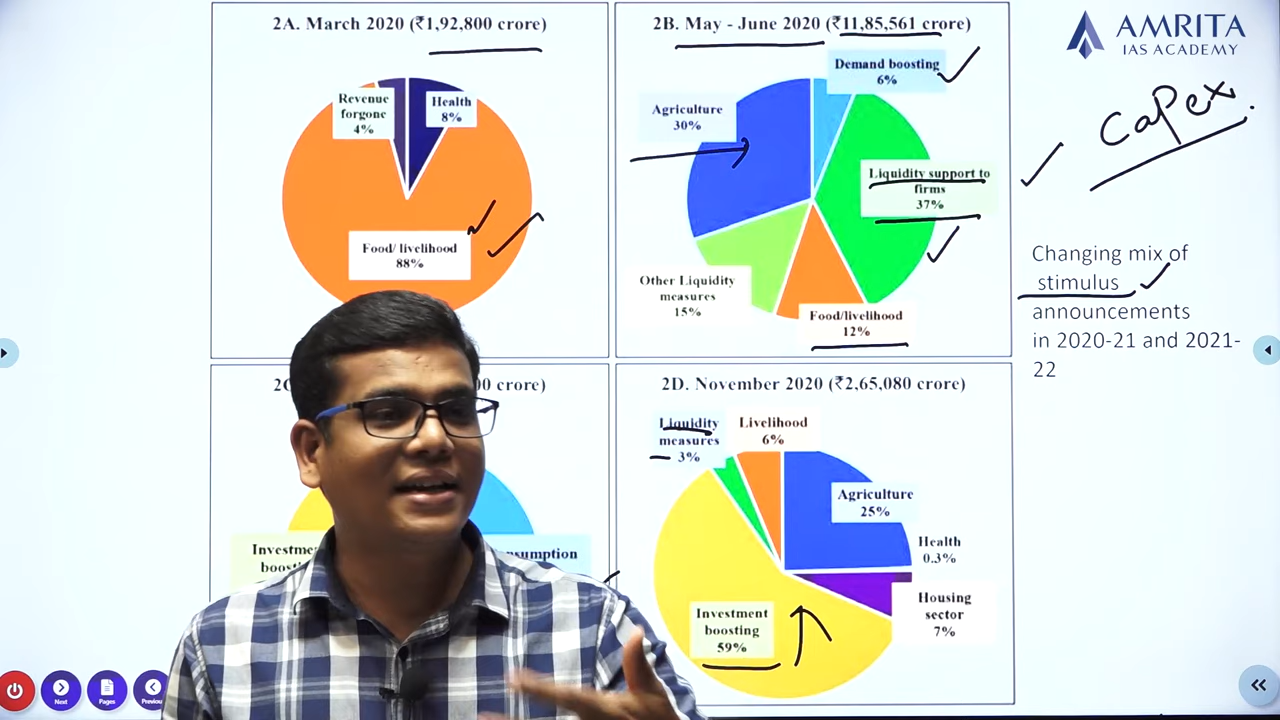 2A. March 2020 (₹1,92,800 crore)
Revenue
forgone
4%
Health
8%
Food/ livelihood
88%
2B. May - June 2020 (₹11,85,561 crore)
Demand boosting
6%
Agriculture
30%
Liquidity support to
firms
37%
Other Liquidity
measures
15%
Food/livelihood
12%
AMRITA
IAS ACADEMY
CaPex
Changing mix of
stimulus
announcements
in 2020-21 and 2021-
22
crore)
2D. November 2020 (₹2,65,080 crore)
Liquidity
measures
3%
Livelihood
6%
Agriculture
25%
Health
0.3%
Housing
sector
7%
Investment
boosting
59%
Next
Pages